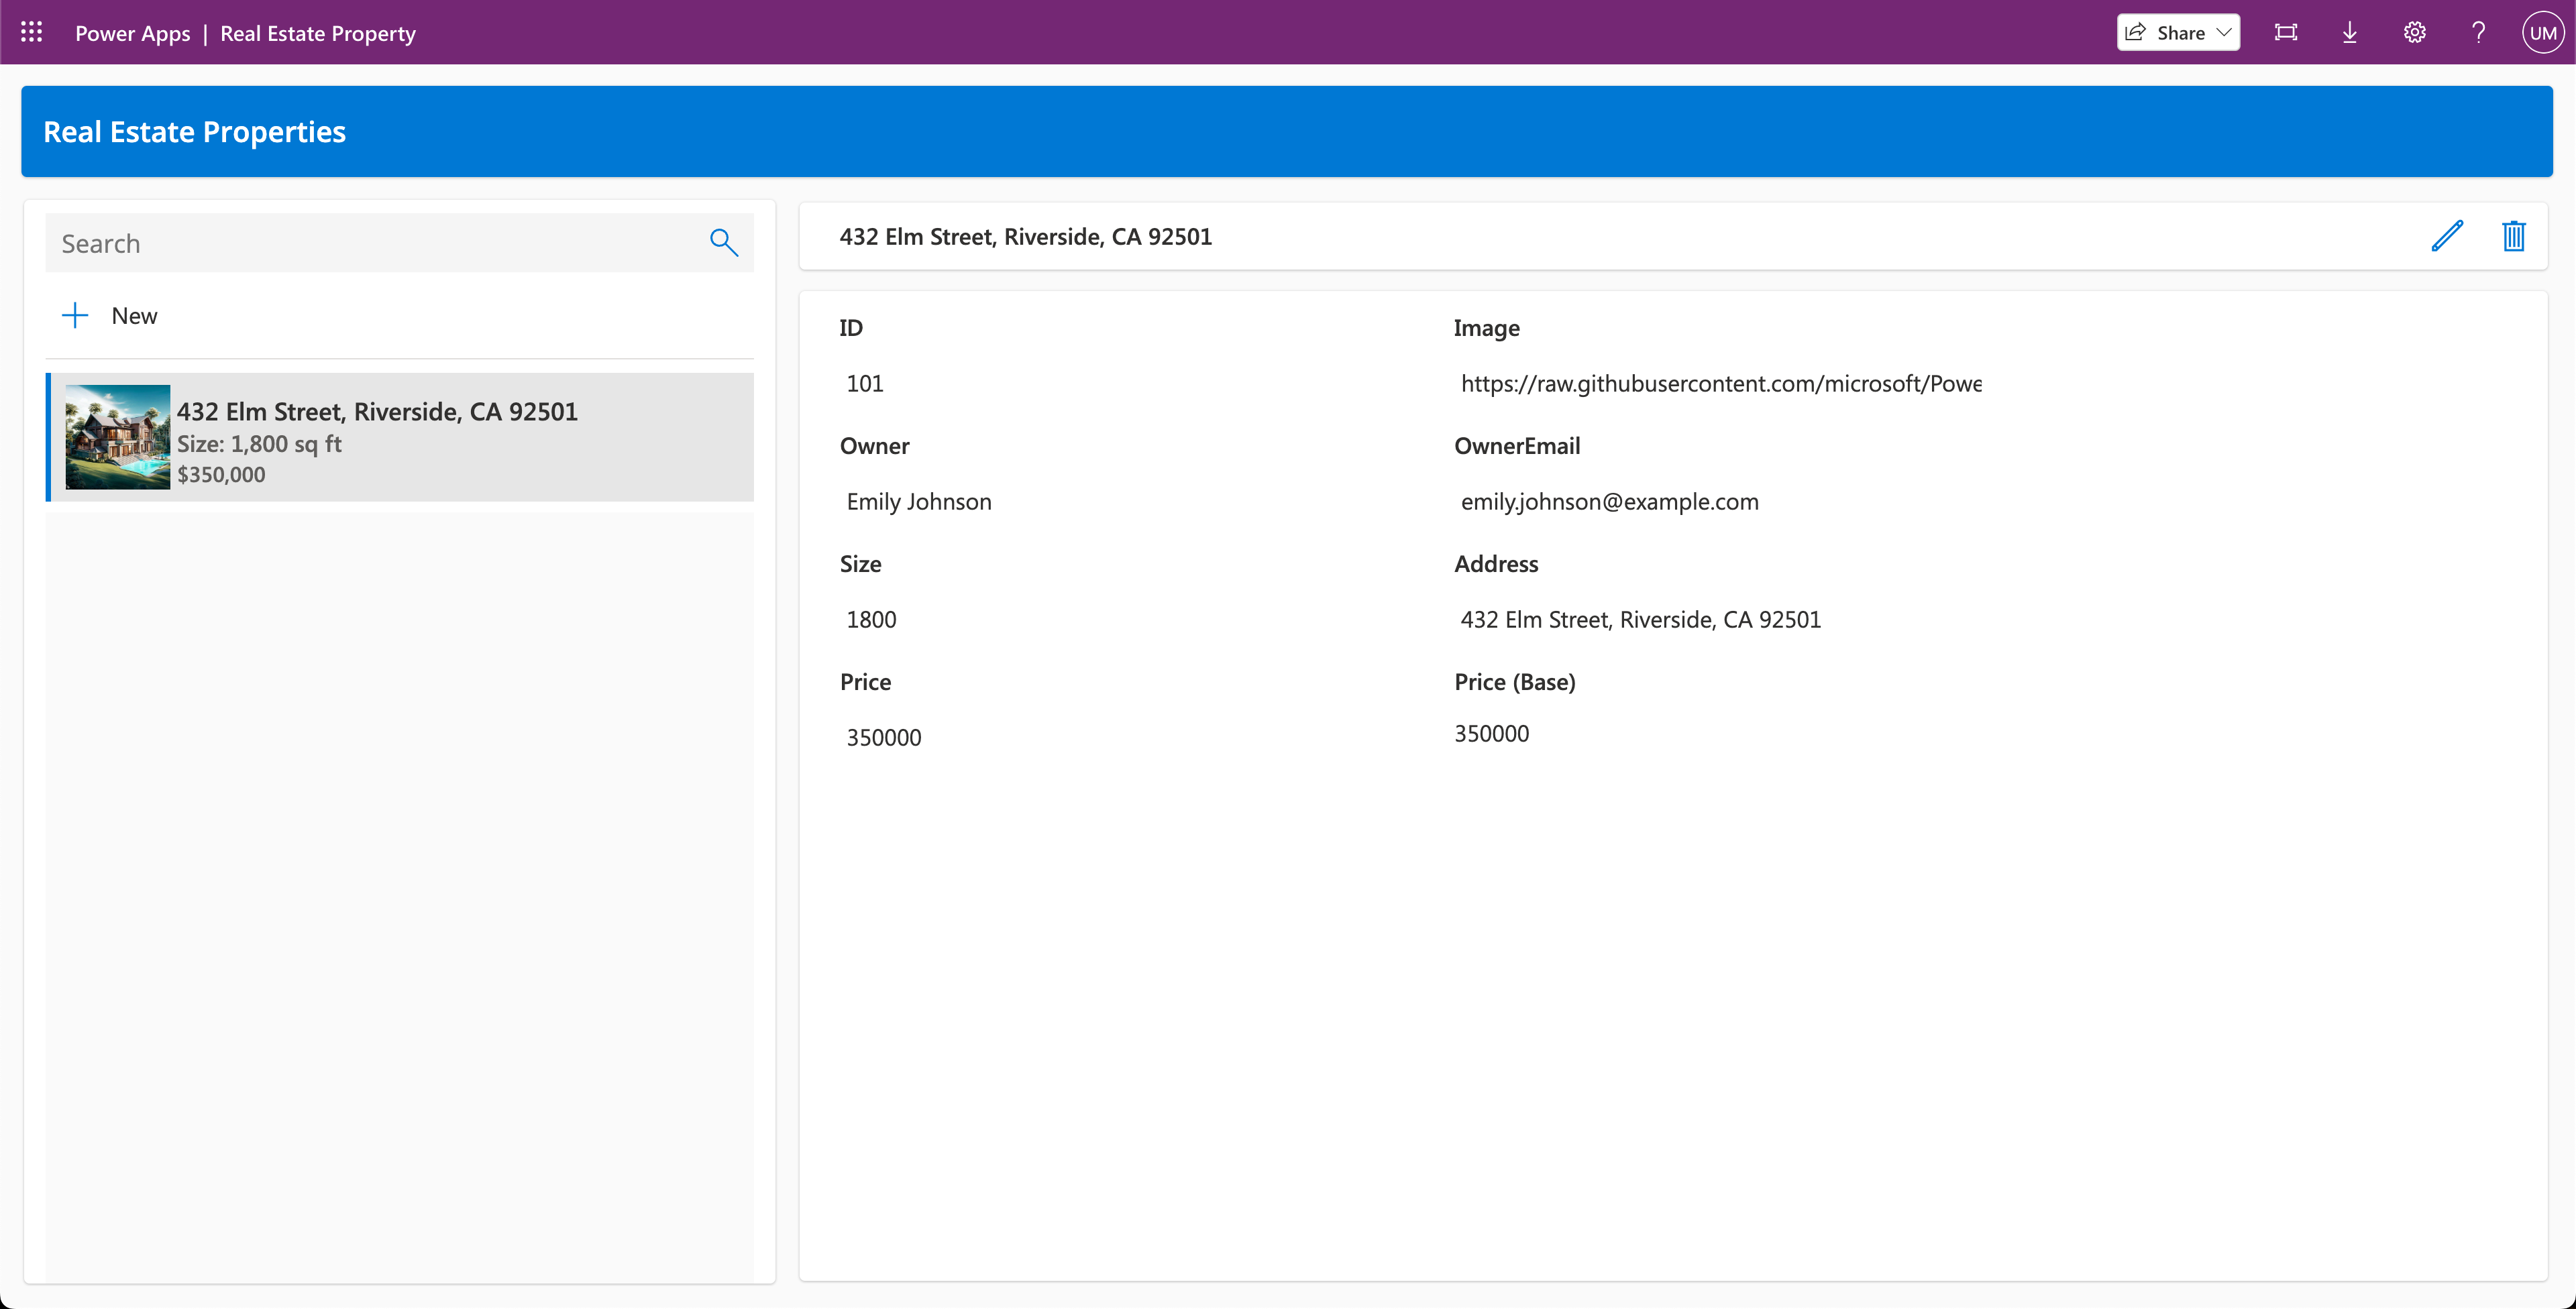 Power Apps | Real Estate Property
Share
UM
Real Estate Properties
Search
New
432 Elm Street, Riverside, CA 92501
Size: 1,800 sq ft
$350,000
432 Elm Street, Riverside, CA 92501
ID
101
Image
https://raw.githubusercontent.com/microsoft/Powe
Owner
Emily Johnson
OwnerEmail
emily.johnson@example.com
Size
1800
Address
432 Elm Street, Riverside, CA 92501
Price
350000
Price (Base)
350000